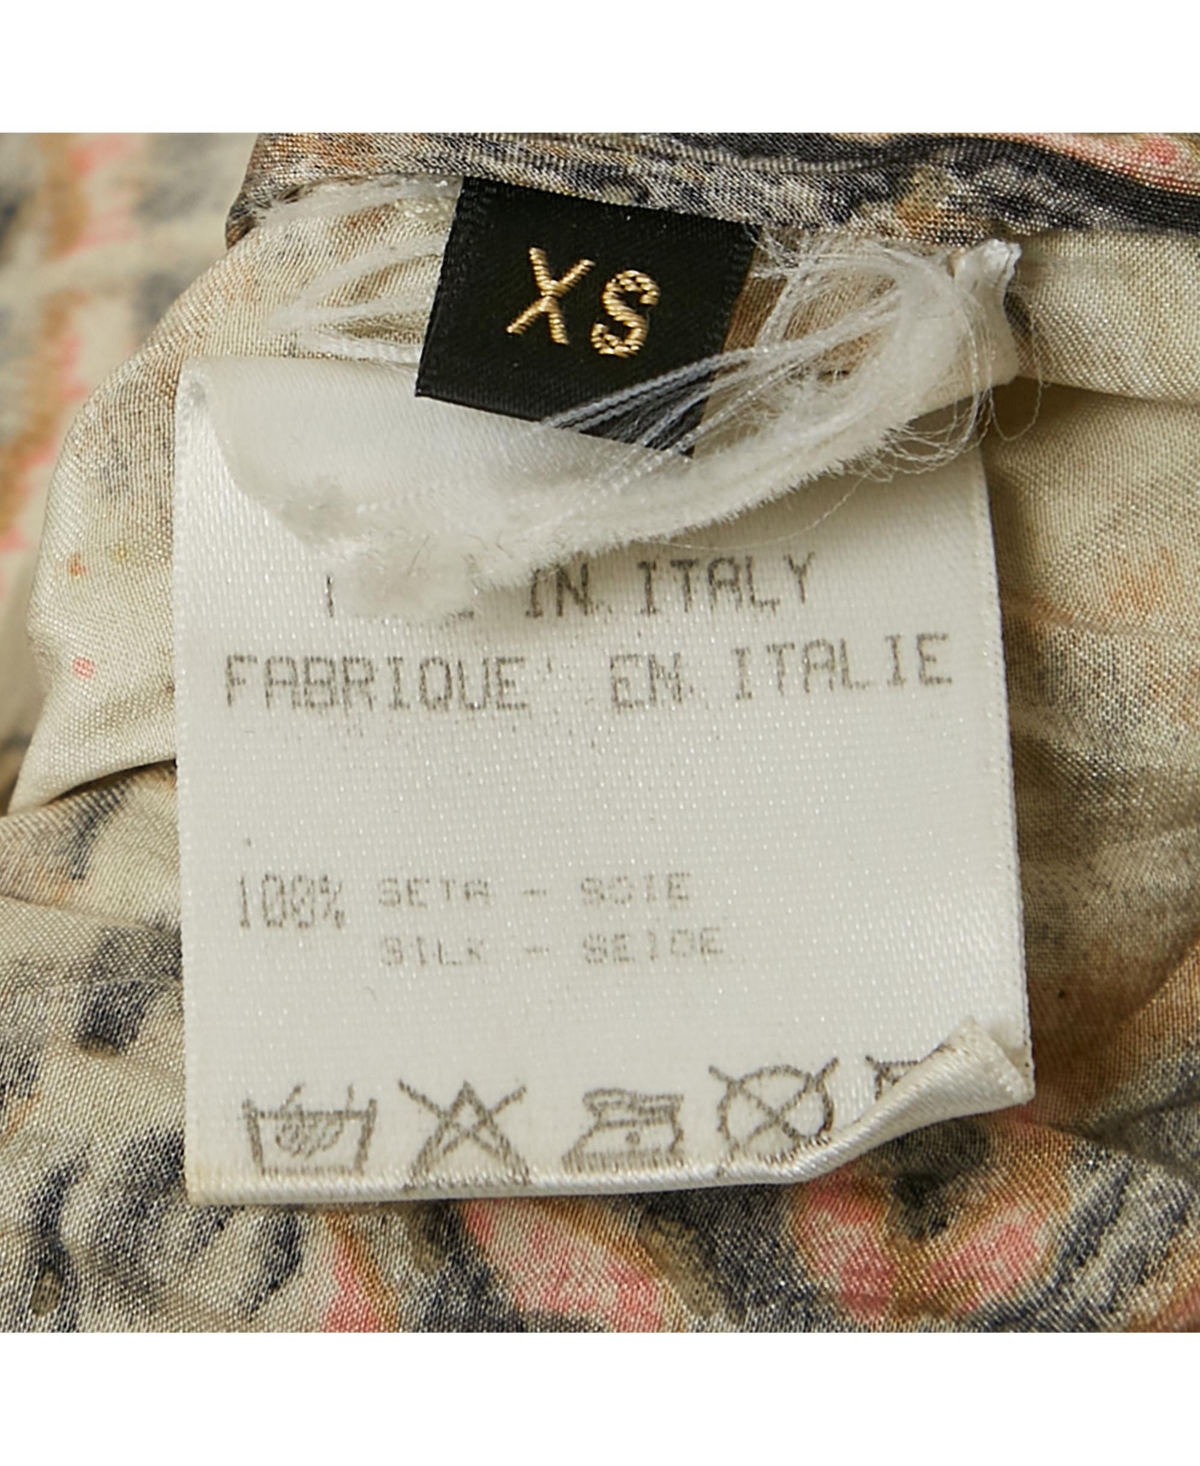 XS
IN ITALY
FABRIQUE' EN ITALIE
100% SETA - SOIE
SILK - SEIDE